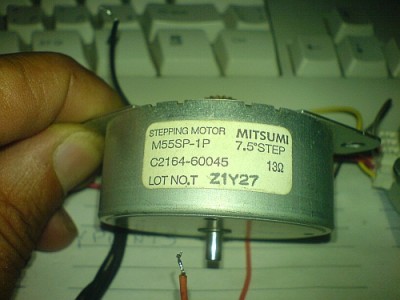 STEPPING MOTOR MITSUMI
M55SP-1P 7.5°STEP
C2164-60045 13Ω
LOT NO,T Z1Y27